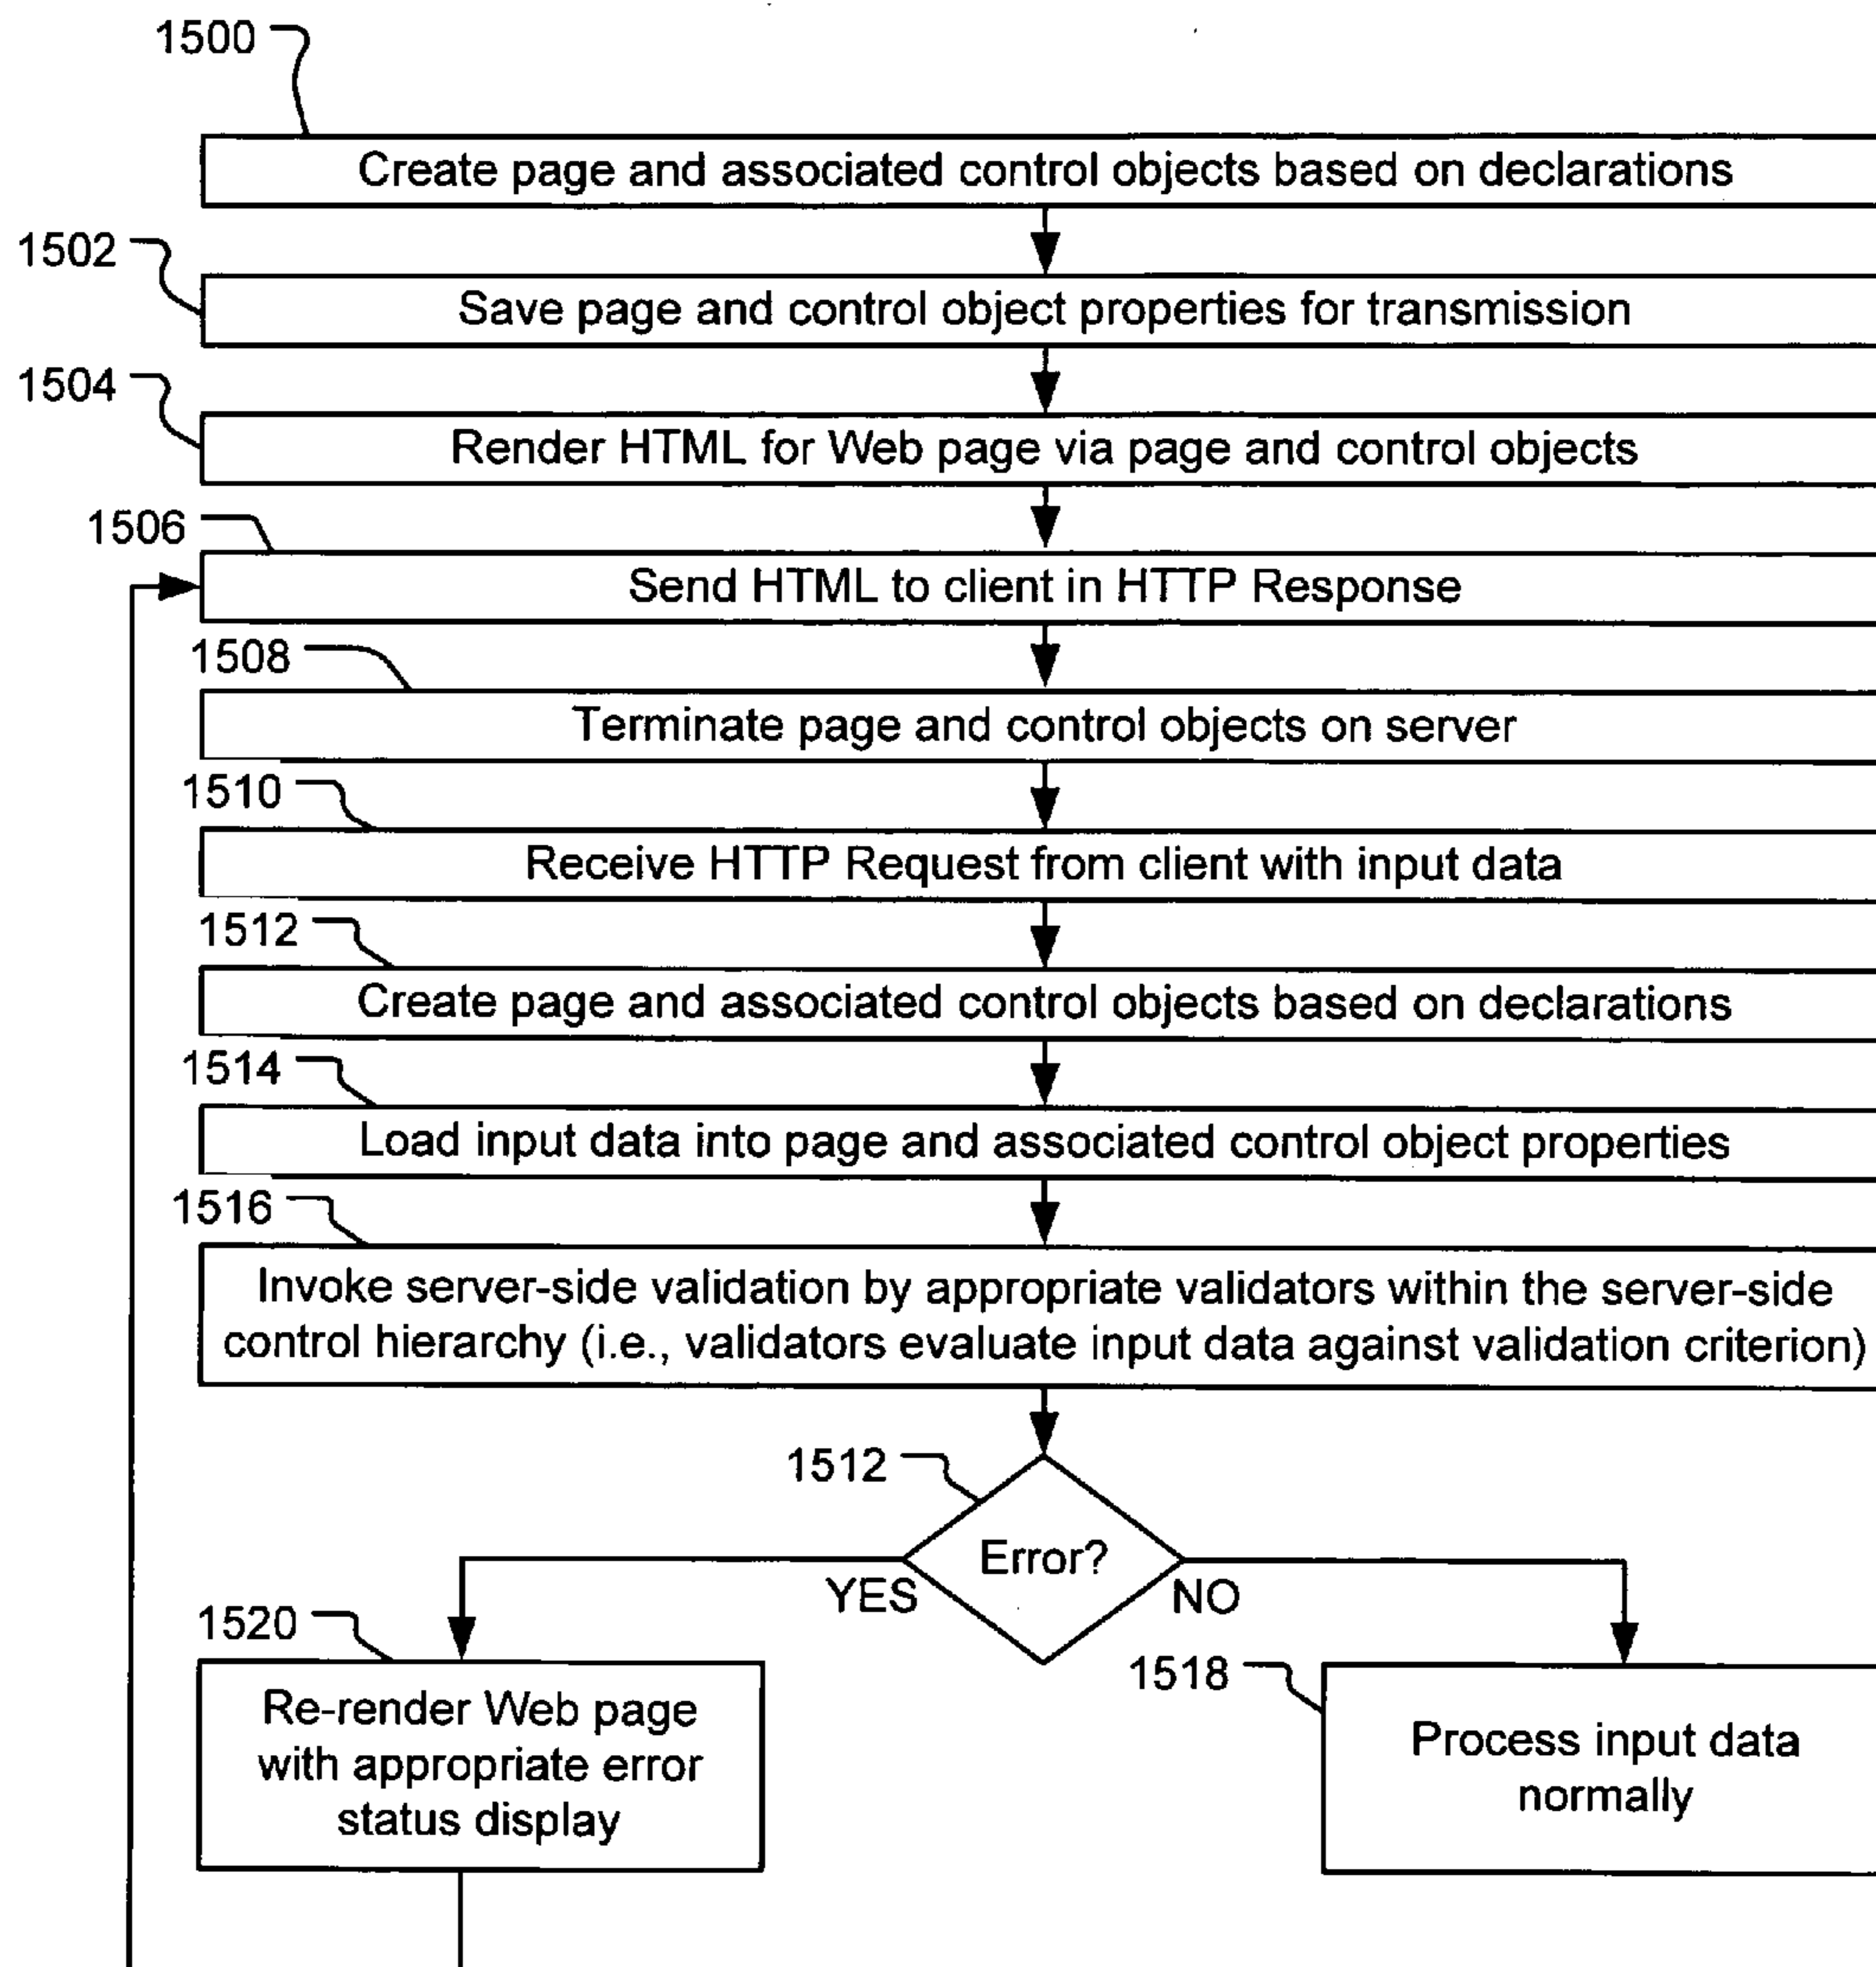 1500
Create page and associated control objects based on declarations
1502
Save page and control object properties for transmission
1504
Render HTML for Web page via page and control objects
1506
Send HTML to client in HTTP Response
1508
Terminate page and control objects on server
1510
Receive HTTP Request from client with input data
1512
Create page and associated control objects based on declarations
1514
Load input data into page and associated control object properties
1516
Invoke server-side validation by appropriate validators within the server-side
control hierarchy (i.e., validators evaluate input data against validation criterion)
1512
Error?
YES
NO
1520
Re-render Web page
with appropriate error
status display
1518
Process input data
normally